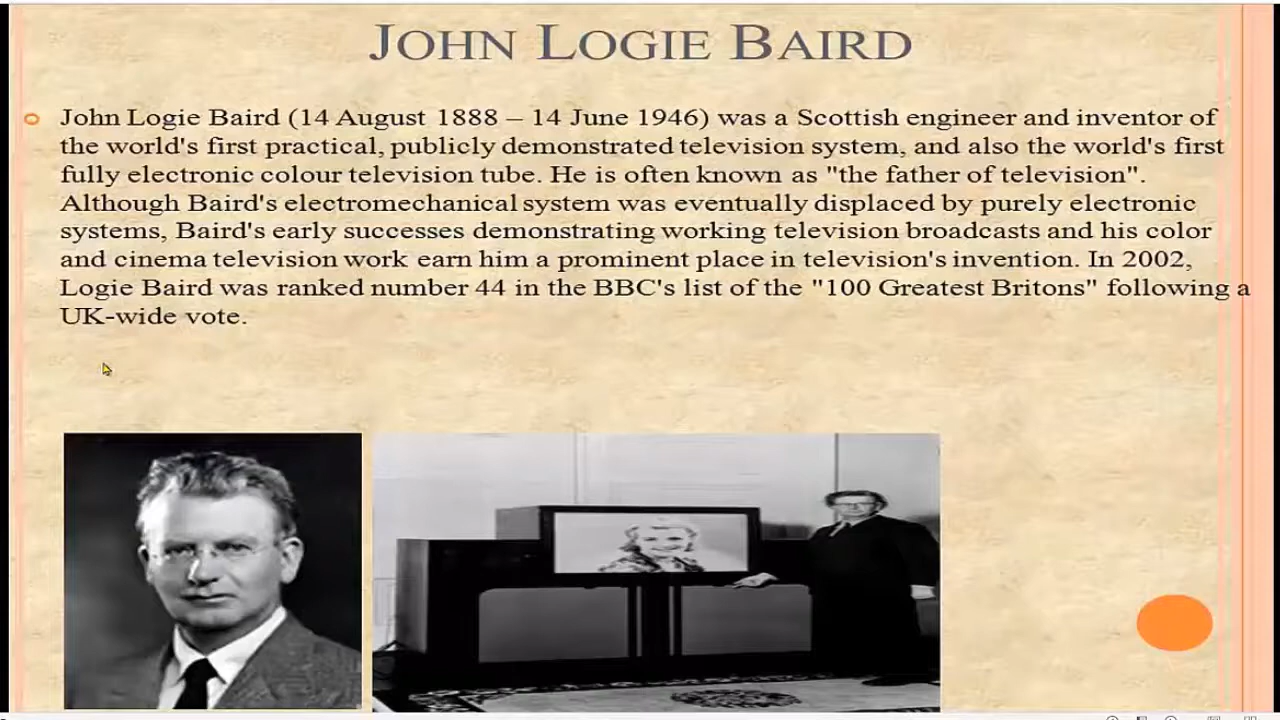 JOHN LOGIE BAIRD
John Logie Baird (14 August 1888 – 14 June 1946) was a Scottish engineer and inventor of
the world's first practical, publicly demonstrated television system, and also the world's first
fully electronic colour television tube. He is often known as "the father of television".
Although Baird's electromechanical system was eventually displaced by purely electronic
systems, Baird's early successes demonstrating working television broadcasts and his color
and cinema television work earn him a prominent place in television's invention. In 2002,
Logie Baird was ranked number 44 in the BBC's list of the "100 Greatest Britons" following a
UK-wide vote.